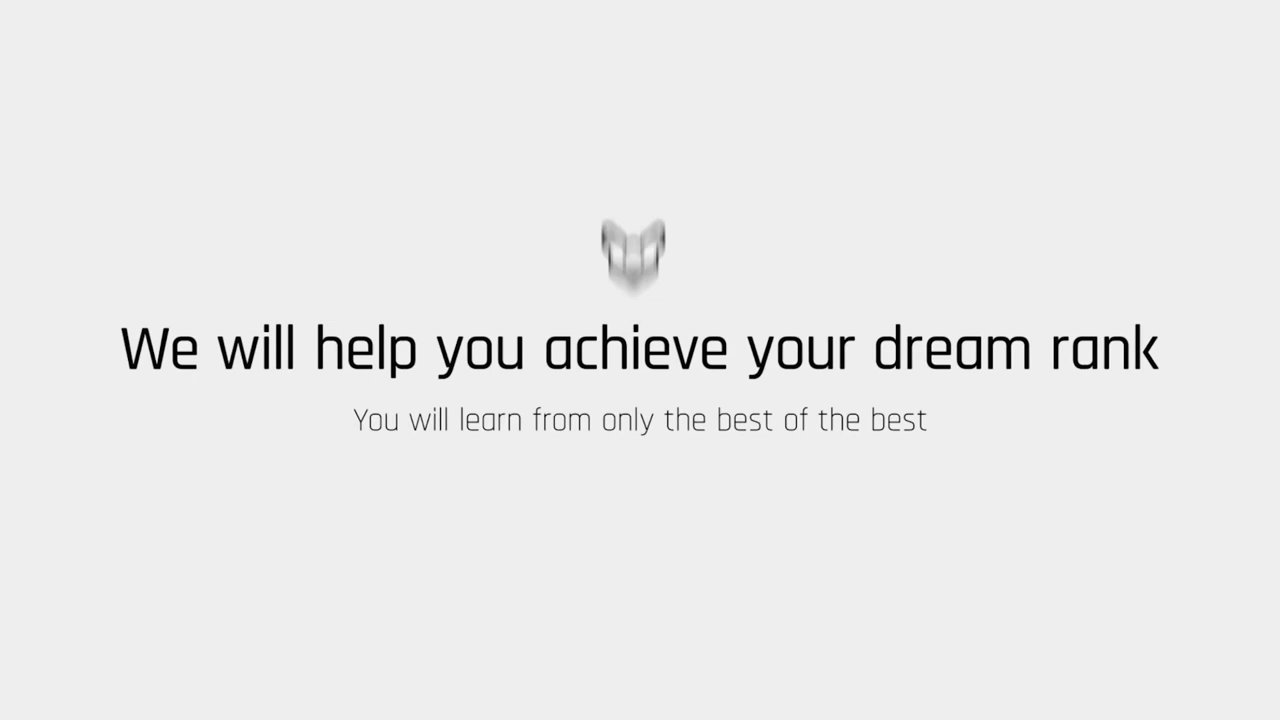 We will help you achieve your dream rank
You will learn from only the best of the best